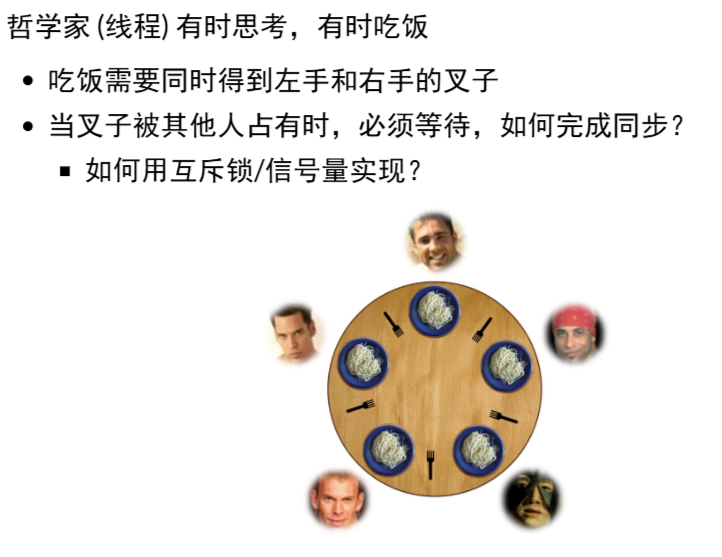 哲学家 (线程) 有时思考，有时吃饭
• 吃饭需要同时得到左手和右手的叉子
• 当叉子被其他人占有时，必须等待，如何完成同步？
▪ 如何用互斥锁/信号量实现？